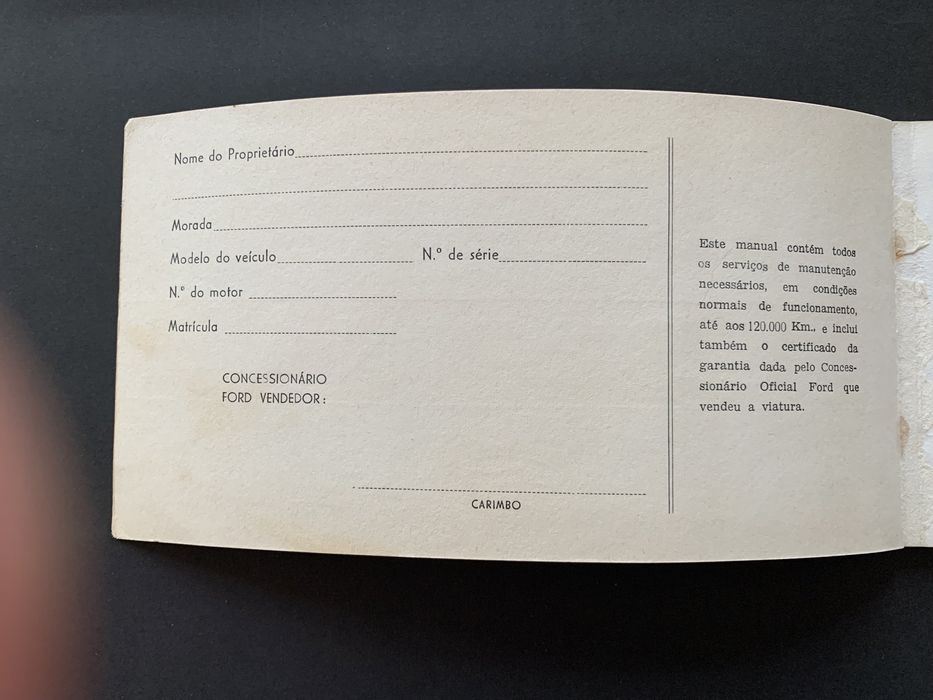 Nome do Proprietário
Morada
Modelo do veículo N.º de série
N.º do motor
Matrícula
CONCESSIONÁRIO
FORD VENDEDOR:
CARIMBO
Este manual contém todos
os serviços de manutenção
necessários, em condições
normais de funcionamento,
até aos 120.000 Km., e inclui
também o certificado da
garantia dada pelo Conces-
sionário Oficial Ford que
vendeu a viatura.